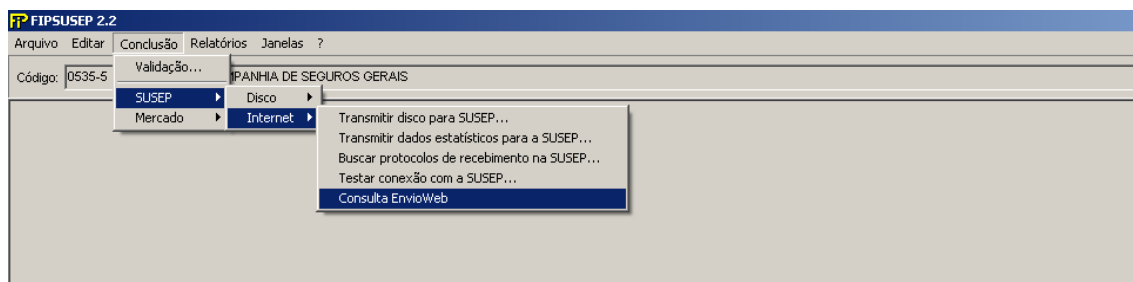 FIPSUSEP 2.2
Arquivo Editar Conclusão Relatórios Janelas ?
Código: 0535-5 MPANHIA DE SEGUROS GERAIS
Validação...
SUSEP Disco
Mercado Internet
Transmitir disco para SUSEP...
Transmitir dados estatísticos para a SUSEP...
Buscar protocolos de recebimento na SUSEP...
Testar conexão com a SUSEP...
Consulta EnvioWeb